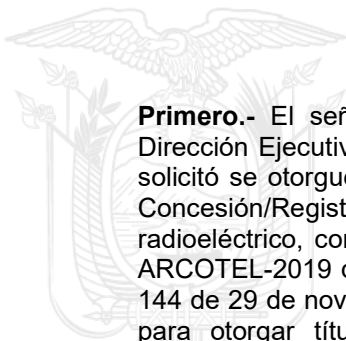 Primero.- El señ
Dirección Ejecutiv
solicitó se otorgue
Concesión/Regist
radioeléctrico, cor
ARCOTEL-2019 c
144 de 29 de nov
para otorgar títu